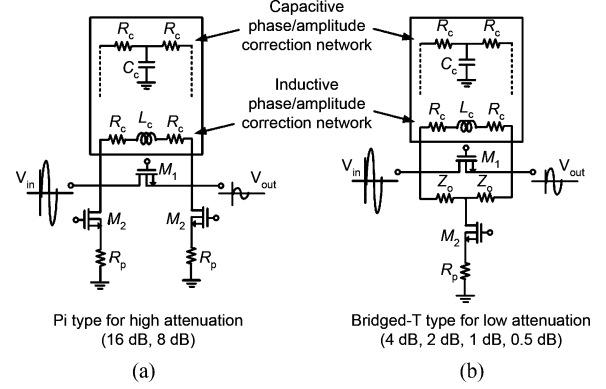 (a)
Capacitive
phase/amplitude
correction network
(b)
Rc Rc
Cc
Rc Rc
Cc
Inductive
phase/amplitude
correction network
Rc Lc Rc
Rc Lc Rc
Vin M1 Vout
M2 M2
Rp Rp
Vin M1 Vout
Zo Zo
M2
Rp
Pi type for high attenuation
(16 dB, 8 dB)
Bridged-T type for low attenuation
(4 dB, 2 dB, 1 dB, 0.5 dB)
(a)
(b)